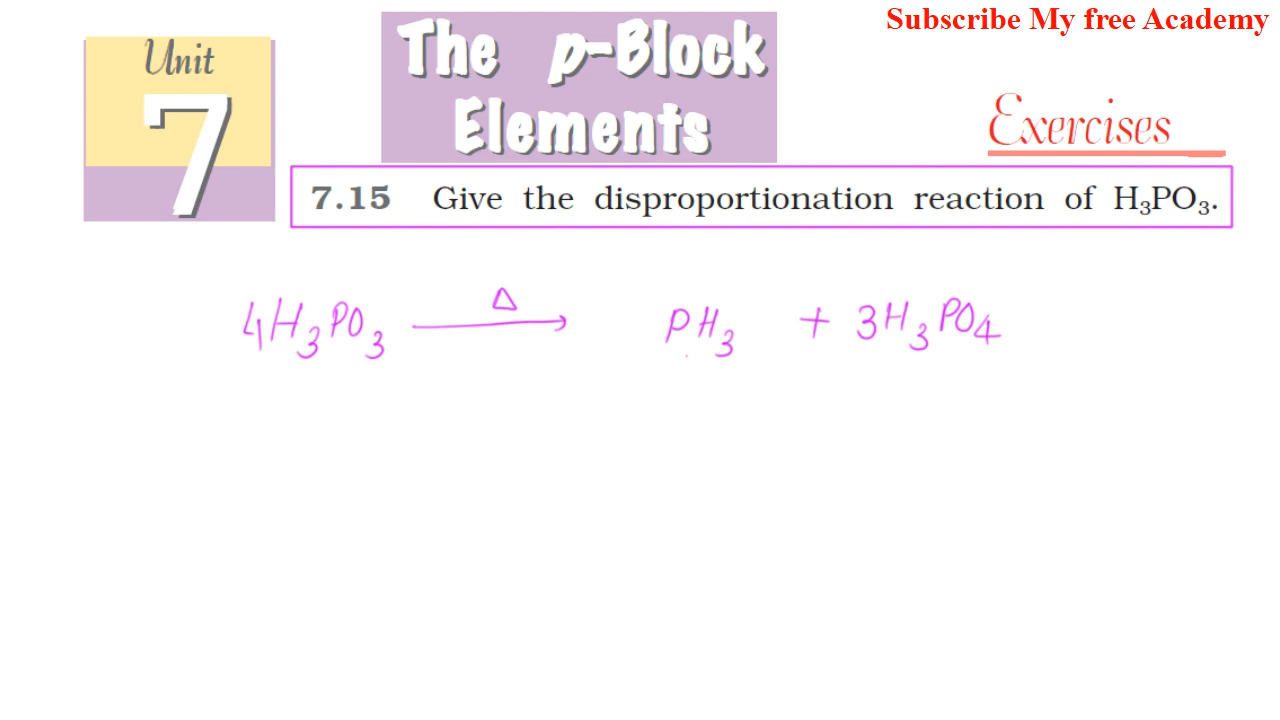 Subscribe My free Academy
Unit
7
The p-Block
Elements
Exercises
7.15 Give the disproportionation reaction of H₃PO₃.
4H₃PO₃ —Δ→ PH₃ + 3H₃PO₄